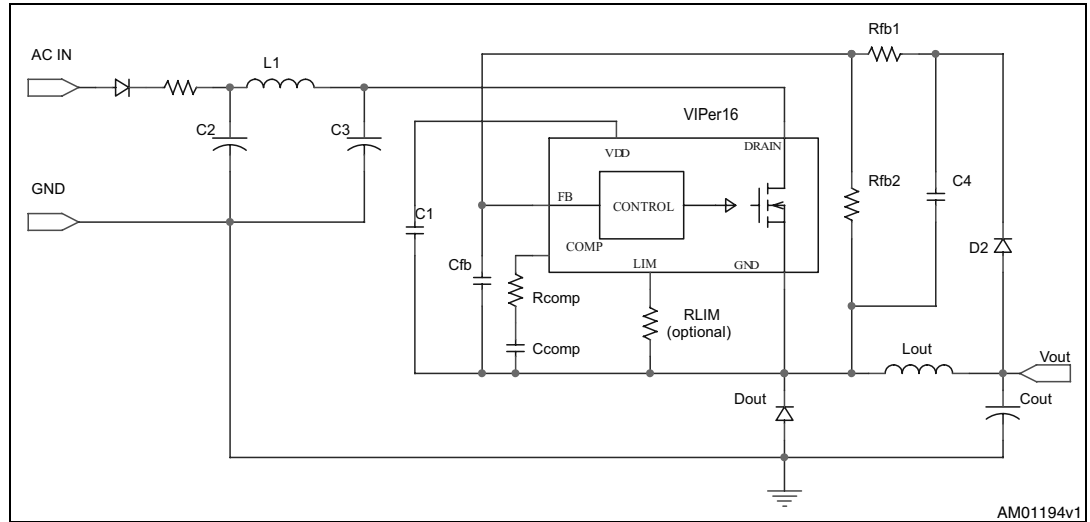 Rfb1
AC IN
L1
VIPer16
C2
C3
VDD
DRAIN
GND
C1
FB
CONTROL
Rfb2
C4
COMP
LIM
GND
D2
Cfb
Rcomp
RLIM
(optional)
Ccomp
Lout
Vout
Dout
Cout
AM01194v1